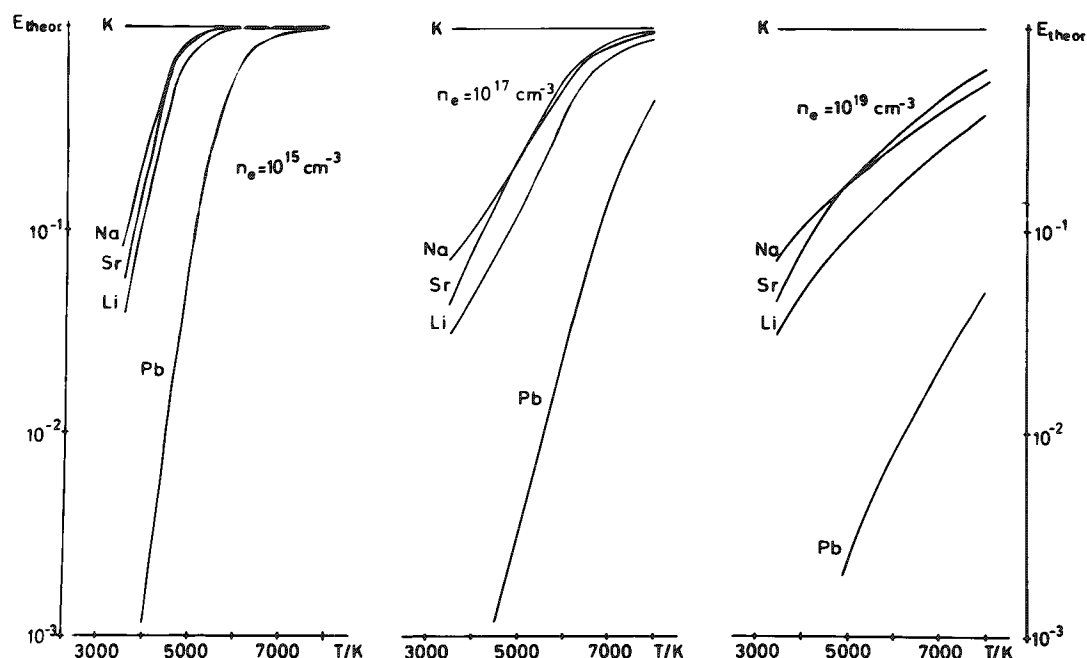 E_theor
K
n_e=10^15 cm^-3
Na
Sr
Li
Pb
10^-1
10^-2
10^-3
3000 5000 7000 T/K
K
n_e=10^17 cm^-3
Na
Sr
Li
Pb
3000 5000 7000 T/K
K
E_theor
n_e=10^19 cm^-3
Na
Sr
Li
Pb
10^-1
10^-2
10^-3
3000 5000 7000 T/K